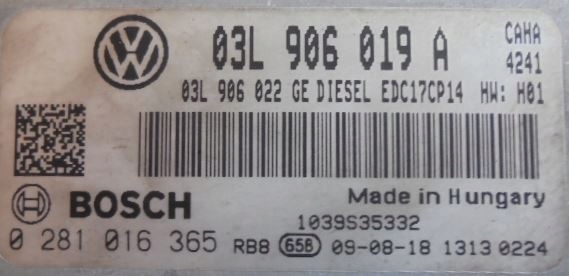 03L 906 019 A CAHA
4241
03L 906 022 GE DIESEL EDC17CP14 HW: H01
BOSCH
Made in Hungary
1039S35332
0 281 016 365 RB8 658 09-08-18 1313 0224